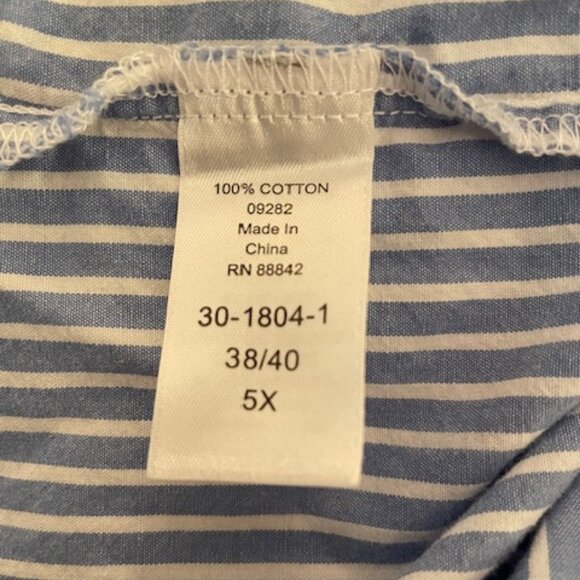 100% COTTON
09282
Made In
China
RN 88842
30-1804-1
38/40
5X